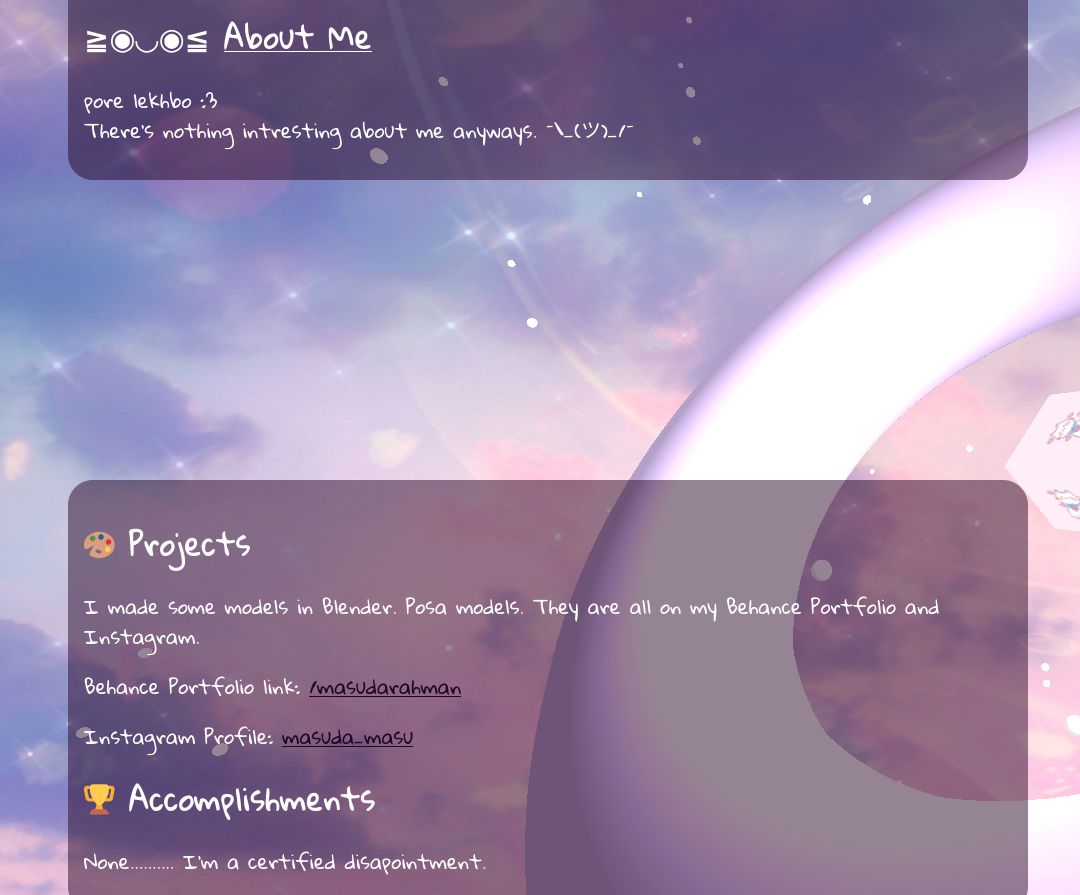 ≧◉◡◉≦ About Me
pore lekhbo :3
There's nothing intresting about me anyways. ¯\_(ツ)_/¯
🎨 Projects
I made some models in Blender. Posa models. They are all on my Behance Portfolio and
Instagram.
Behance Portfolio link: /masudarahman
Instagram Profile: masuda_masu
🏆 Accomplishments
None.......... I'm a certified disapointment.